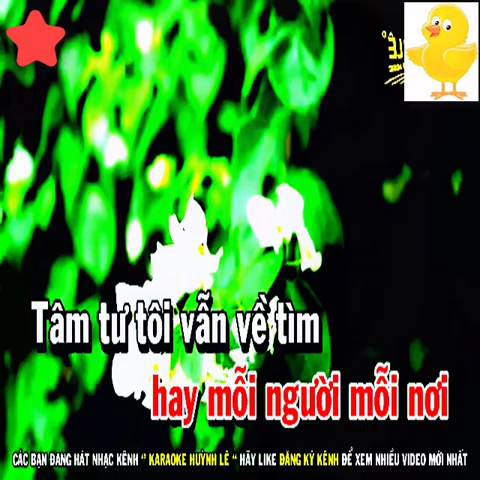 Tâm tư tôi vẫn về tìm
hay mỗi người mỗi nơi
CÁC BẠN ĐANG HÁT NHẠC KÊNH " KARAOKE HUỲNH LÊ " HÃY LIKE ĐĂNG KÝ KÊNH ĐỂ XEM NHIỀU VIDEO MỚI NHẤT